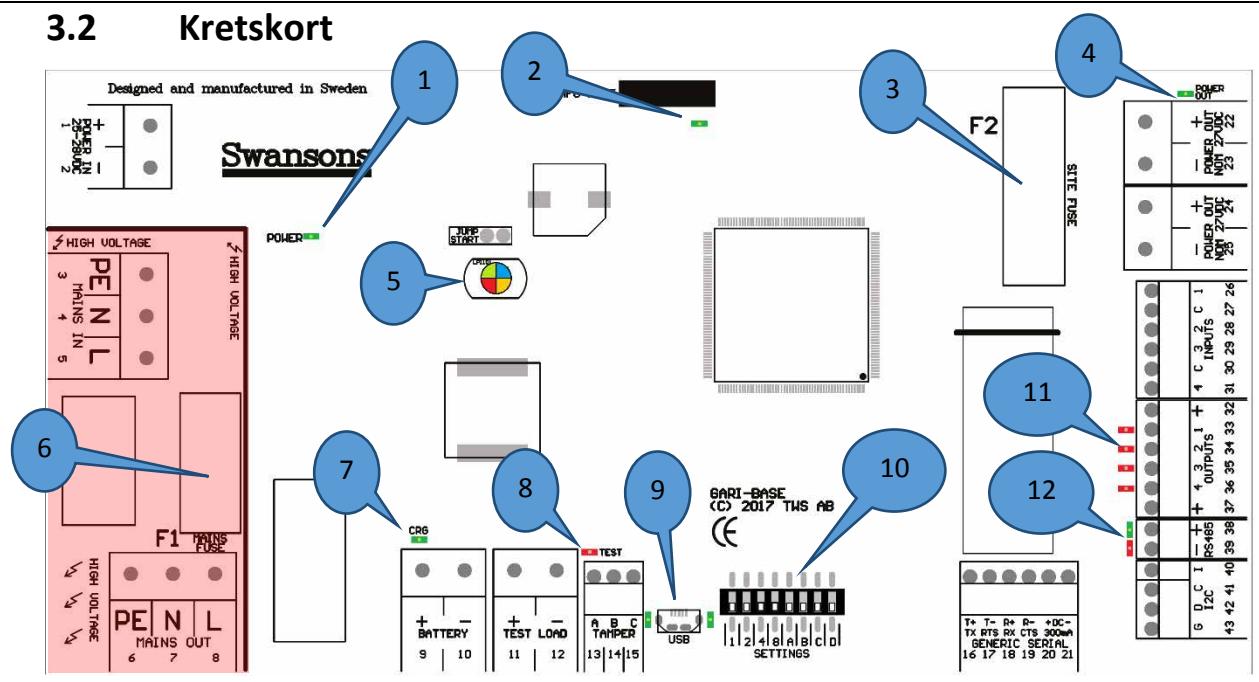 3.2 Kretskort
1
2
3
4
Designed and manufactured in Sweden
POWER IN
25-28VDC
+ -
1 2
Swansons
F2
SITE FUSE
POWER
OUT
+ -
POWER OUT
NOM 27VDC
22 23
+ -
POWER OUT
NOM 27VDC
24 25
POWER
JUMP
START
5
HIGH VOLTAGE
HIGH VOLTAGE
PE N L
MAINS IN
3 4 5
6
F1 MAINS
FUSE
HIGH VOLTAGE
PE N L
MAINS OUT
6 7 8
7
CRG
+ -
BATTERY
9 10
8
TEST
+ -
TEST LOAD
11 12
A B C
TAMPER
13 14 15
9
USB
GARI-BASE
(C) 2017 TWS AB
CE
10
1 2 4 8 A B C D
SETTINGS
T+ T- R+ R- +DC-
TX RTS RX CTS 300mA
GENERIC SERIAL
16 17 18 19 20 21
4 C 3 2 C 1
INPUTS
31 30 29 28 27 26
11
+ 4 3 2 1 +
OUTPUTS
37 36 35 34 33 32
12
- +
RS485
39 38
G D C I
I2C
43 42 41 40